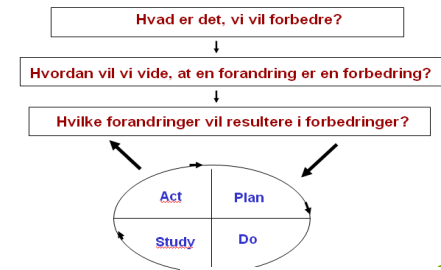 Hvad er det, vi vil forbedre?
Hvordan vil vi vide, at en forandring er en forbedring?
Hvilke forandringer vil resultere i forbedringer?
Act Plan
Study Do